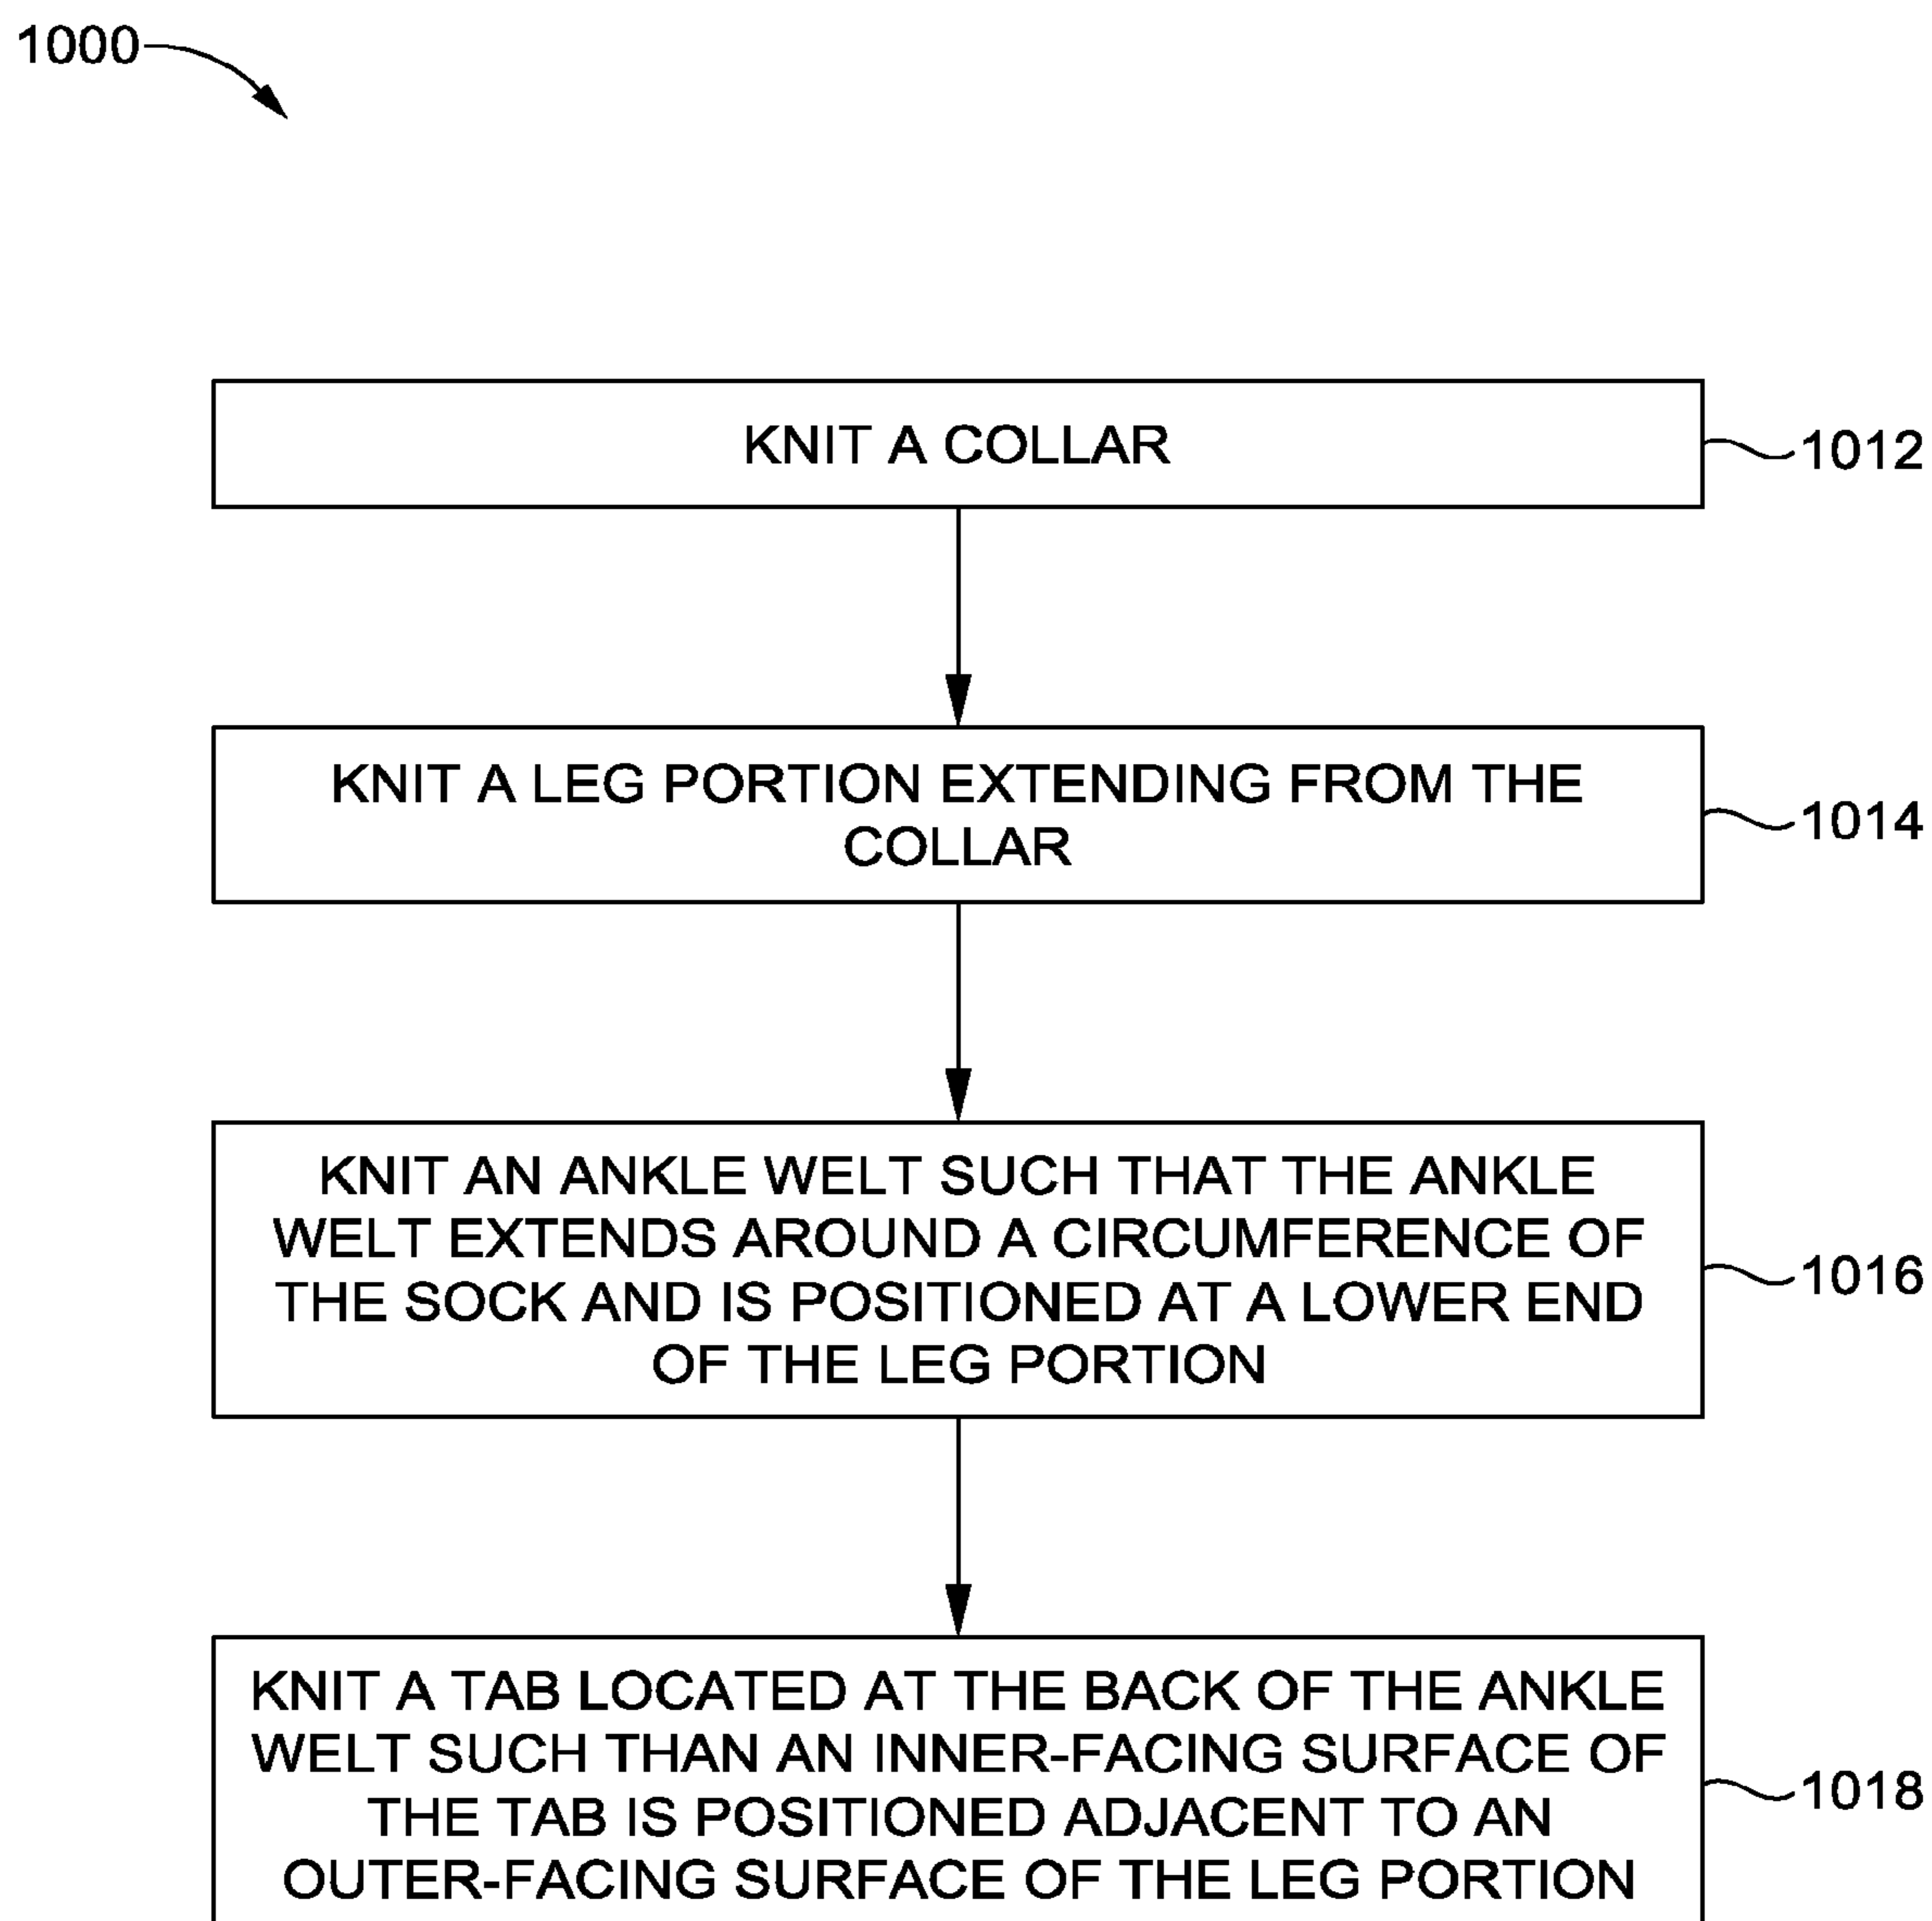 1000
KNIT A COLLAR
1012
KNIT A LEG PORTION EXTENDING FROM THE
COLLAR
1014
KNIT AN ANKLE WELT SUCH THAT THE ANKLE
WELT EXTENDS AROUND A CIRCUMFERENCE OF
THE SOCK AND IS POSITIONED AT A LOWER END
OF THE LEG PORTION
1016
KNIT A TAB LOCATED AT THE BACK OF THE ANKLE
WELT SUCH THAN AN INNER-FACING SURFACE OF
THE TAB IS POSITIONED ADJACENT TO AN
OUTER-FACING SURFACE OF THE LEG PORTION
1018